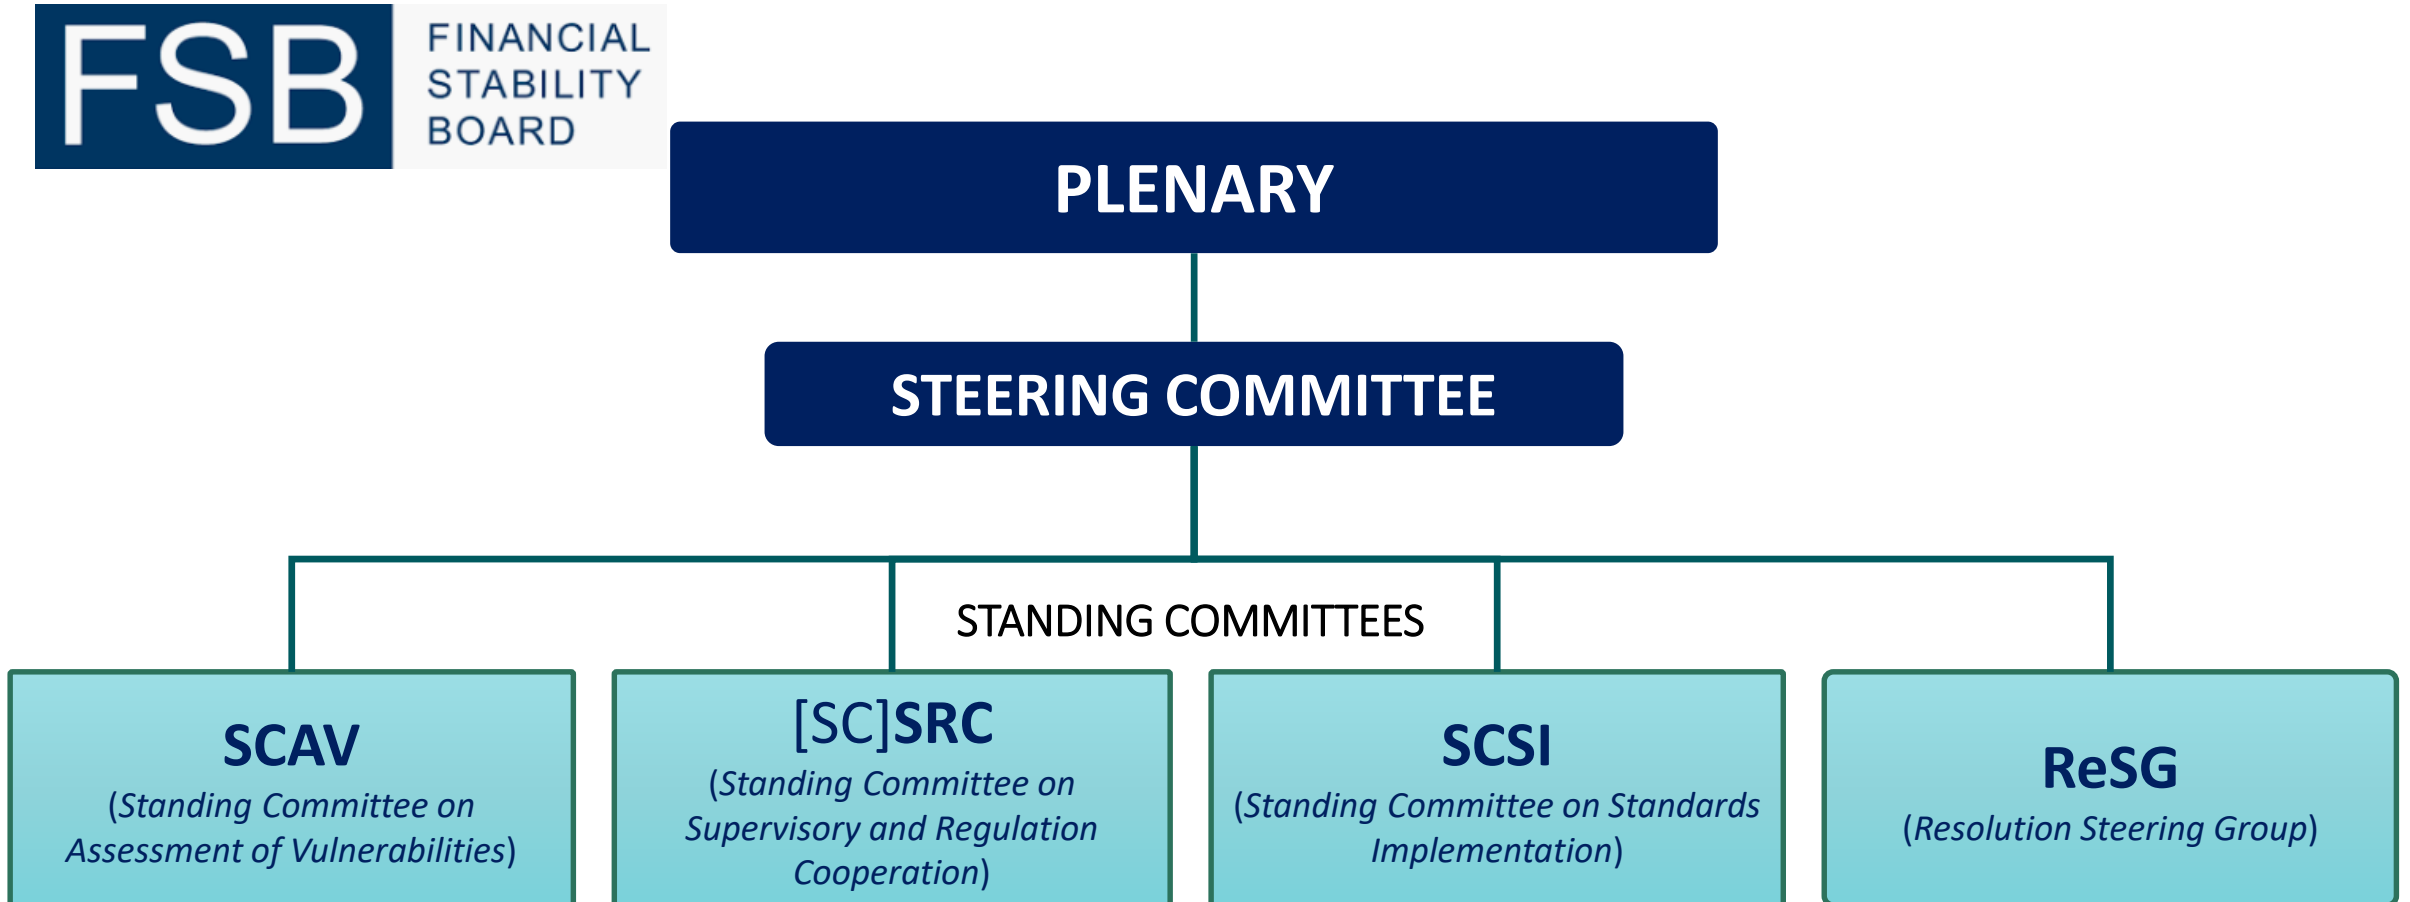 FSB
FINANCIAL
STABILITY
BOARD
PLENARY
STEERING COMMITTEE
STANDING COMMITTEES
SCAV
(Standing Committee on
Assessment of Vulnerabilities)
[SC]SRC
(Standing Committee on
Supervisory and Regulation
Cooperation)
SCSI
(Standing Committee on Standards
Implementation)
ReSG
(Resolution Steering Group)